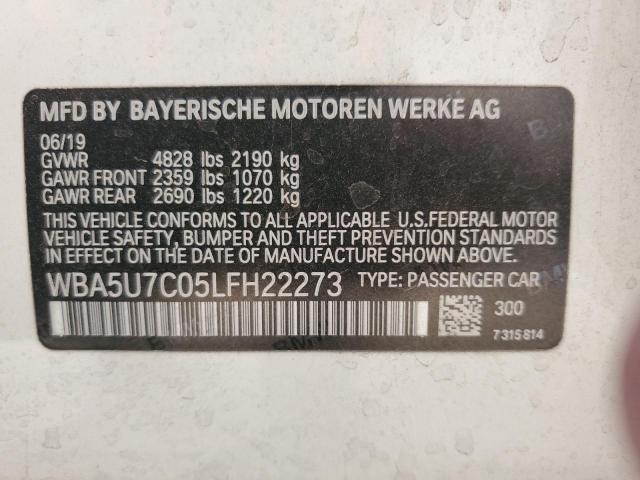 MFD BY BAYERISCHE MOTOREN WERKE AG
06/19
GVWR 4828 lbs 2190 kg
GAWR FRONT 2359 lbs 1070 kg
GAWR REAR 2690 lbs 1220 kg
THIS VEHICLE CONFORMS TO ALL APPLICABLE U.S.FEDERAL MOTOR
VEHICLE SAFETY, BUMPER AND THEFT PREVENTION STANDARDS
IN EFFECT ON THE DATE OF MANUFACTURE SHOWN ABOVE.
WBA5U7C05LFH22273 TYPE: PASSENGER CAR
300
7315814